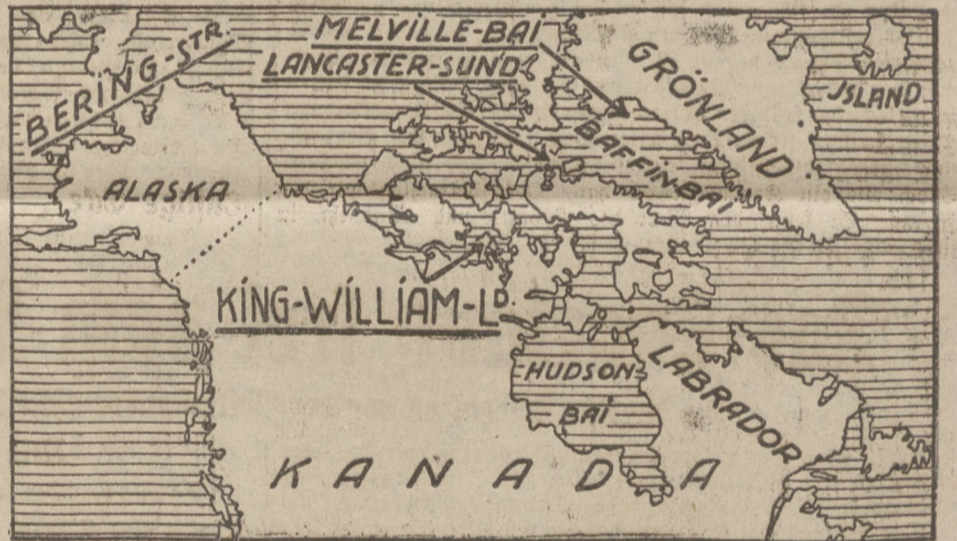 MELVILLE-BAI
LANCASTER-SUND
BERING-STR.
GRÖNLAND
JSLAND
BAFFIN-BAI
ALASKA
KING-WILLIAM-LD.
HUDSON-
BAI
LABRADOR
KANADA